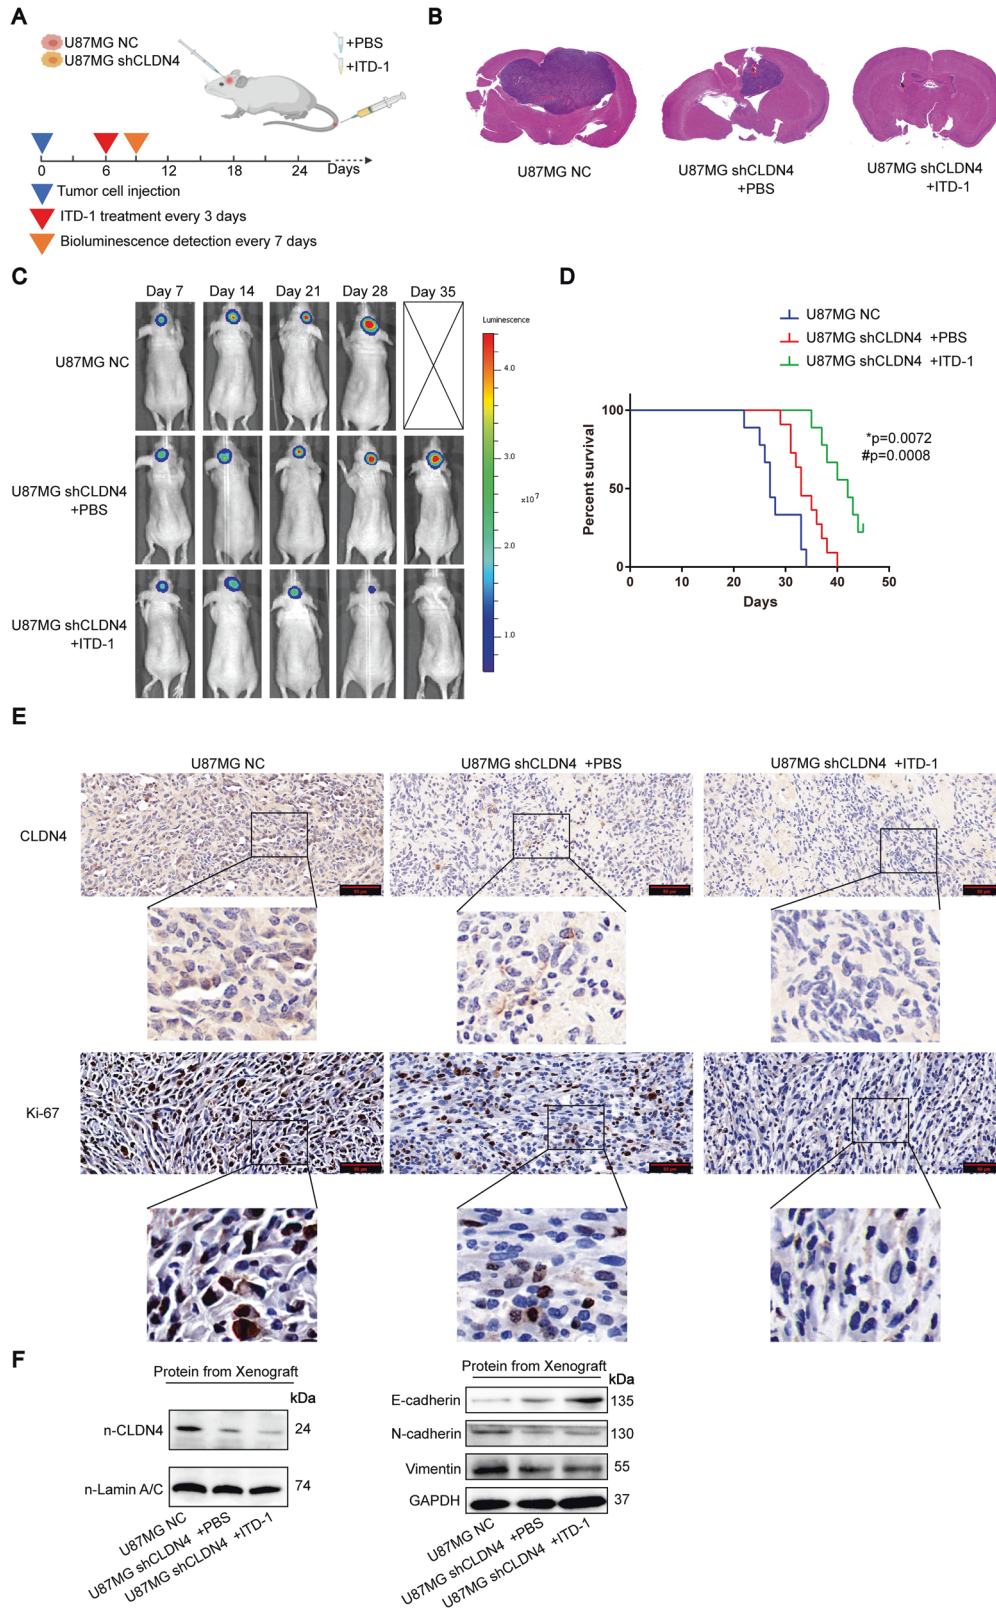 A
U87MG NC
U87MG shCLDN4
+PBS
+ITD-1
0 6 12 18 24 Days
Tumor cell injection
ITD-1 treatment every 3 days
Bioluminescence detection every 7 days
B
U87MG NC
U87MG shCLDN4
+PBS
U87MG shCLDN4
+ITD-1
C
Day 7 Day 14 Day 21 Day 28 Day 35
U87MG NC
U87MG shCLDN4
+PBS
U87MG shCLDN4
+ITD-1
Luminescence
4.0
3.0
x10⁷
2.0
1.0
D
U87MG NC
U87MG shCLDN4 +PBS
U87MG shCLDN4 +ITD-1
Percent survival
100
50
0
*p=0.0072
#p=0.0008
0 10 20 30 40 50
Days
E
U87MG NC U87MG shCLDN4 +PBS U87MG shCLDN4 +ITD-1
CLDN4
Ki-67
F
Protein from Xenograft
kDa
n-CLDN4 24
n-Lamin A/C 74
U87MG NC
U87MG shCLDN4 +PBS
U87MG shCLDN4 +ITD-1
Protein from Xenograft
kDa
E-cadherin 135
N-cadherin 130
Vimentin 55
GAPDH 37
U87MG NC
U87MG shCLDN4 +PBS
U87MG shCLDN4 +ITD-1